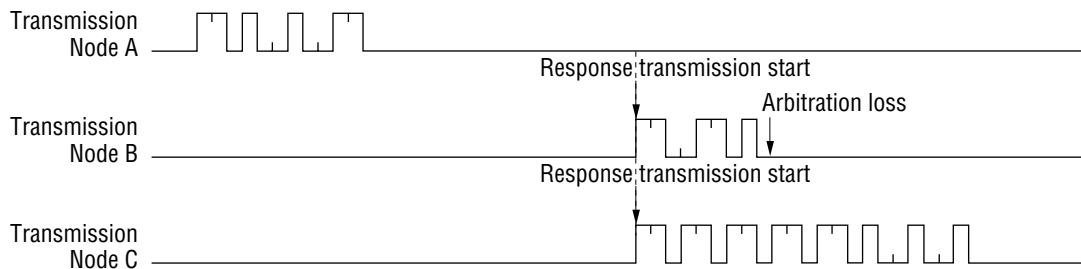 Transmission
Node A
Response transmission start
Arbitration loss
Transmission
Node B
Response transmission start
Transmission
Node C